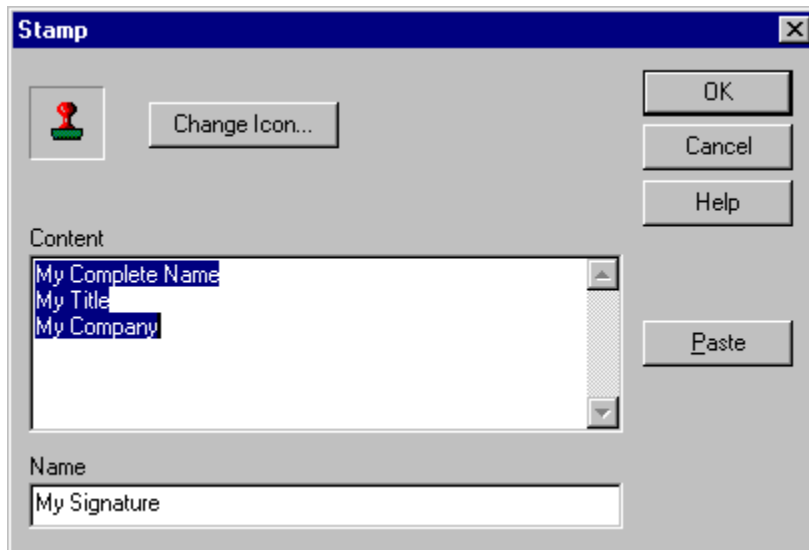 Stamp
OK
Change Icon...
Cancel
Help
Content
My Complete Name
My Title
My Company
Paste
Name
My Signature